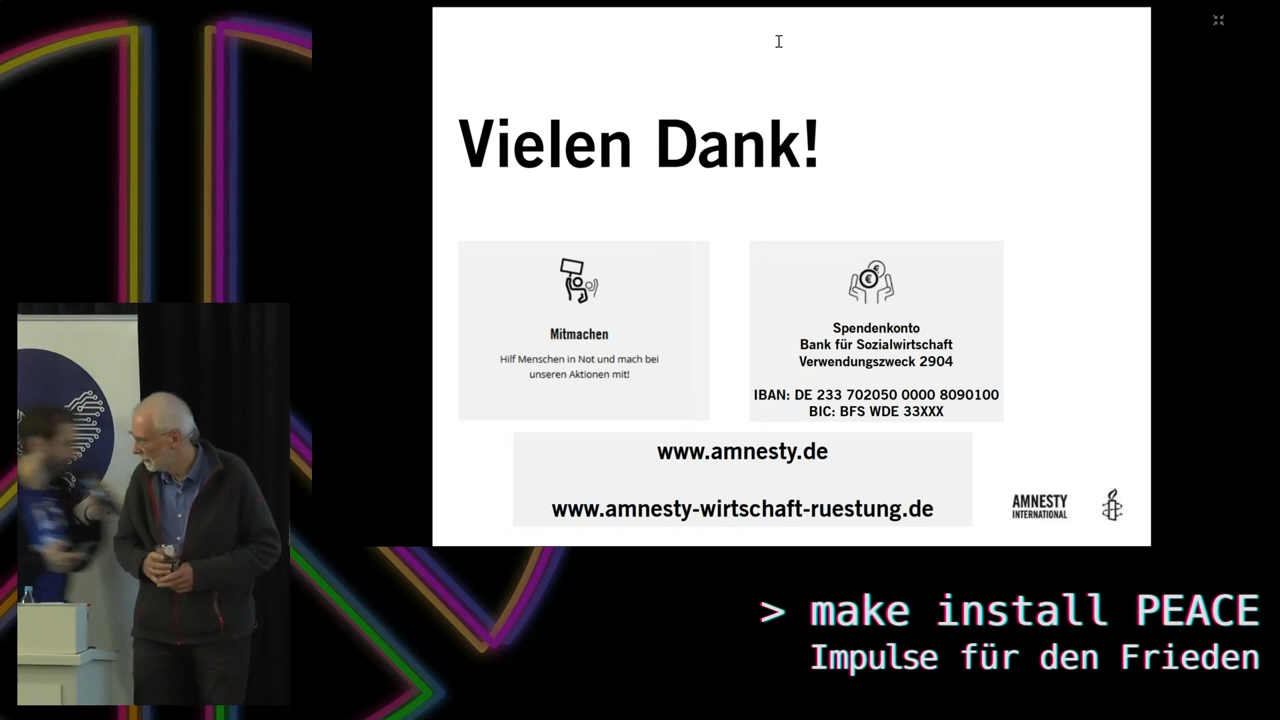 Vielen Dank!
Mitmachen
Hilf Menschen in Not und mach bei
unseren Aktionen mit!
Spendenkonto
Bank für Sozialwirtschaft
Verwendungszweck 2904
IBAN: DE 233 702050 0000 8090100
BIC: BFS WDE 33XXX
www.amnesty.de
www.amnesty-wirtschaft-ruestung.de
AMNESTY
INTERNATIONAL
> make install PEACE
Impulse für den Frieden